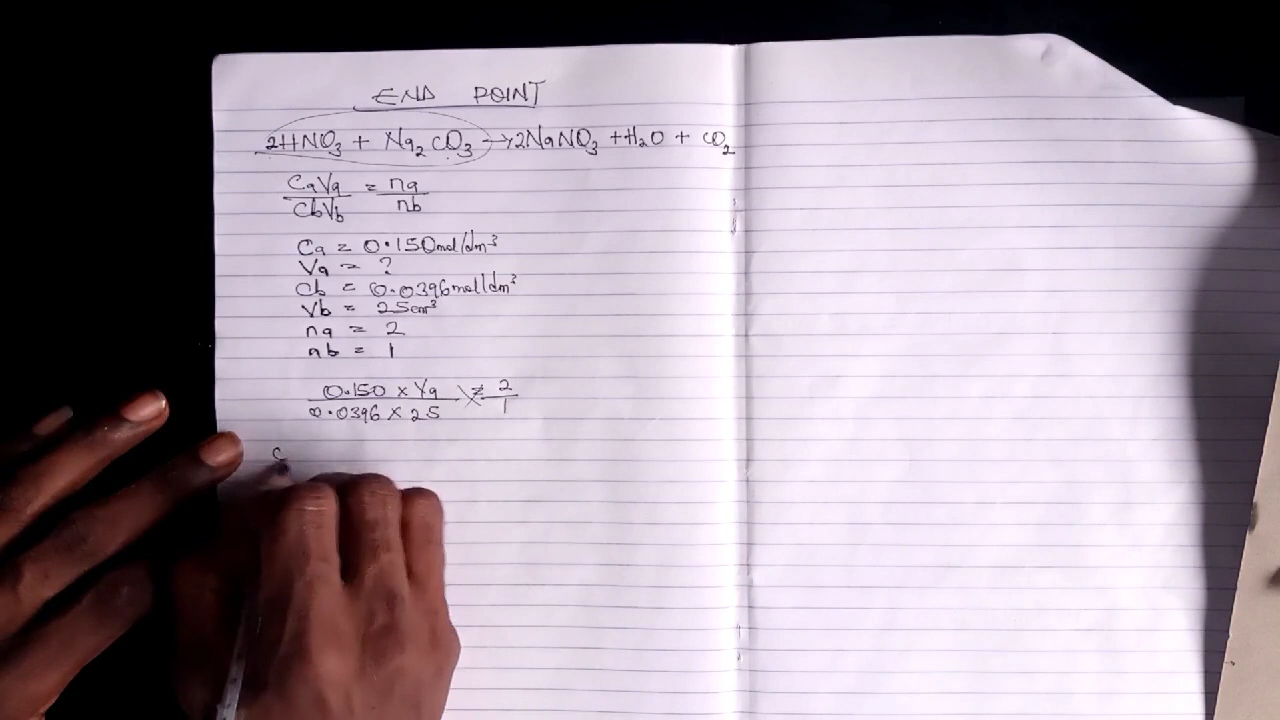 END POINT
2HNO₃ + Na₂CO₃ → 2NaNO₃ + H₂O + CO₂
CaVa/CbVb = na/nb
Ca = 0.150mol/dm³
Va = ?
Cb = 0.0396mol/dm³
Vb = 25cm³
na = 2
nb = 1
0.150 × Va / 0.0396 × 25 = 2/1